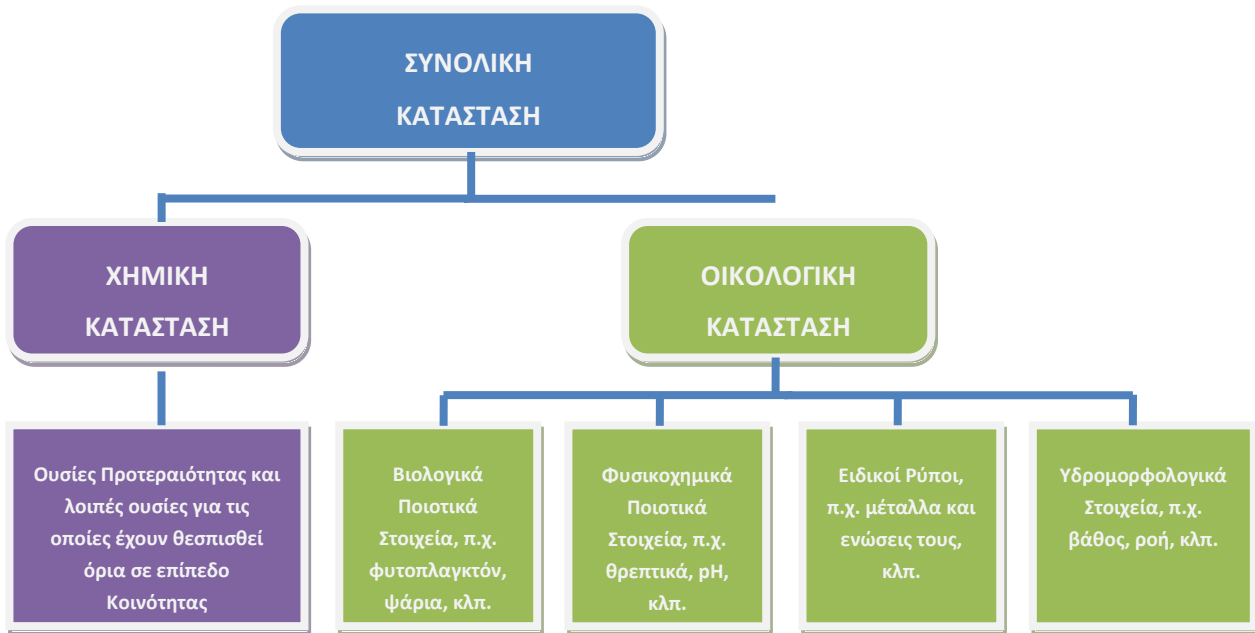 ΣΥΝΟΛΙΚΗ
ΚΑΤΑΣΤΑΣΗ
ΧΗΜΙΚΗ
ΚΑΤΑΣΤΑΣΗ
ΟΙΚΟΛΟΓΙΚΗ
ΚΑΤΑΣΤΑΣΗ
Ουσίες Προτεραιότητας και
λοιπές ουσίες για τις
οποίες έχουν θεσπισθεί
όρια σε επίπεδο
Κοινότητας
Βιολογικά
Ποιοτικά
Στοιχεία, π.χ.
φυτοπλαγκτόν,
ψάρια, κλπ.
Φυσικοχημικά
Ποιοτικά
Στοιχεία, π.χ.
θρεπτικά, pH,
κλπ.
Ειδικοί Ρύποι,
π.χ. μέταλλα και
ενώσεις τους,
κλπ.
Υδρομορφολογικά
Στοιχεία, π.χ.
βάθος, ροή, κλπ.